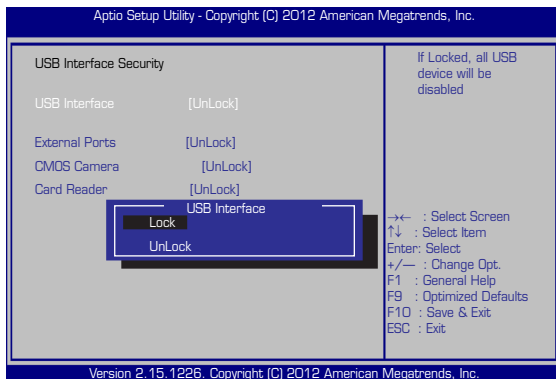 Aptio Setup Utility - Copyright (C) 2012 American Megatrends, Inc.
USB Interface Security
USB Interface [UnLock]
External Ports [UnLock]
CMOS Camera [UnLock]
Card Reader [UnLock]
USB Interface
Lock
UnLock
If Locked, all USB
device will be
disabled
→← : Select Screen
↑↓ : Select Item
Enter: Select
+/— : Change Opt.
F1 : General Help
F9 : Optimized Defaults
F10 : Save & Exit
ESC : Exit
Version 2.15.1226. Copyright (C) 2012 American Megatrends, Inc.